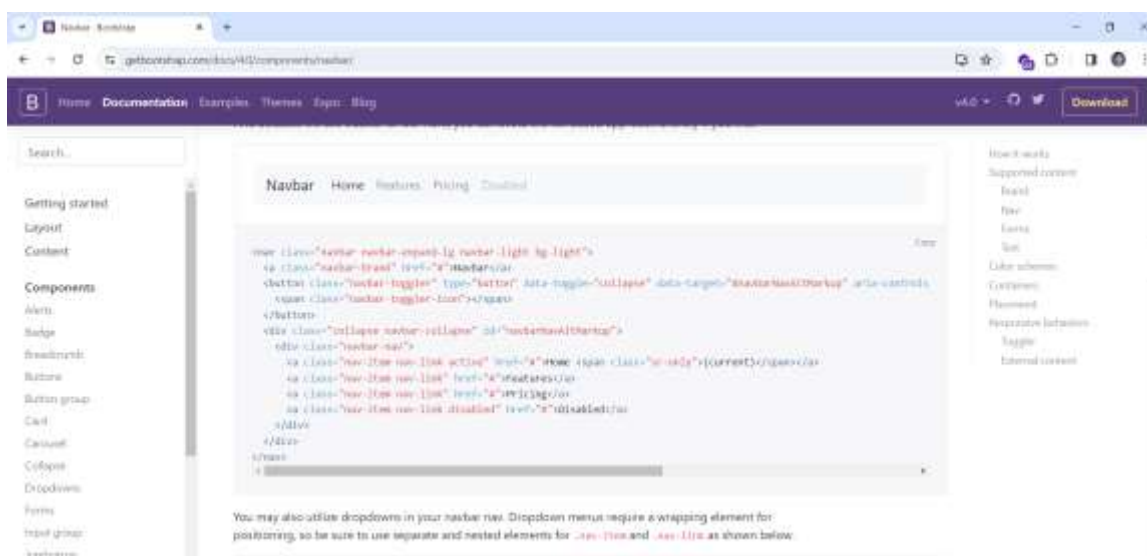 Navbar · Bootstrap
getbootstrap.com/docs/4.0/components/navbar/
B Home Documentation Examples Themes Expo Blog v4.0 Download
Search...
Getting started
Layout
Content
Components
Alerts
Badge
Breadcrumb
Buttons
Button group
Card
Carousel
Collapse
Dropdowns
Forms
Input group
Navbar Home Features Pricing Disabled
Copy
<nav class="navbar navbar-expand-lg navbar-light bg-light">
<a class="navbar-brand" href="#">Navbar</a>
<button class="navbar-toggler" type="button" data-toggle="collapse" data-target="#navbarNavAltMarkup" aria-controls
<span class="navbar-toggler-icon"></span>
</button>
<div class="collapse navbar-collapse" id="navbarNavAltMarkup">
<div class="navbar-nav">
<a class="nav-item nav-link active" href="#">Home <span class="sr-only">(current)</span></a>
<a class="nav-item nav-link" href="#">Features</a>
<a class="nav-item nav-link" href="#">Pricing</a>
<a class="nav-item nav-link disabled" href="#">Disabled</a>
</div>
</div>
</nav>
You may also utilize dropdowns in your navbar nav. Dropdown menus require a wrapping element for
positioning, so be sure to use separate and nested elements for .nav-item and .nav-link as shown below.
How it works
Supported content
Brand
Nav
Forms
Text
Color schemes
Containers
Placement
Responsive behaviors
Toggler
External content